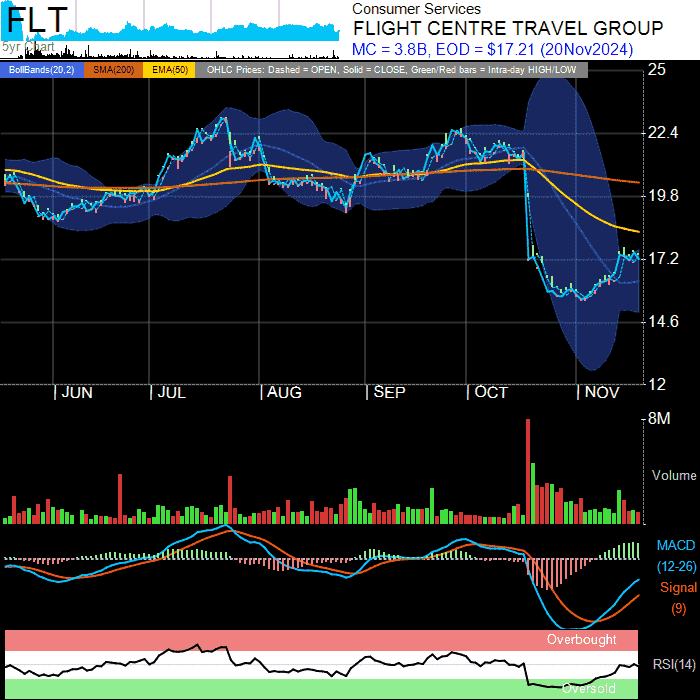 FLT
5yr Chart
Consumer Services
FLIGHT CENTRE TRAVEL GROUP
MC = 3.8B, EOD = $17.21 (20Nov2024)
BollBands(20,2) SMA(200) EMA(50) OHLC Prices: Dashed = OPEN, Solid = CLOSE, Green/Red bars = Intra-day HIGH/LOW
25
22.4
19.8
17.2
14.6
12
JUN JUL AUG SEP OCT NOV
8M
Volume
MACD
(12-26)
Signal
(9)
Overbought
RSI(14)
Oversold